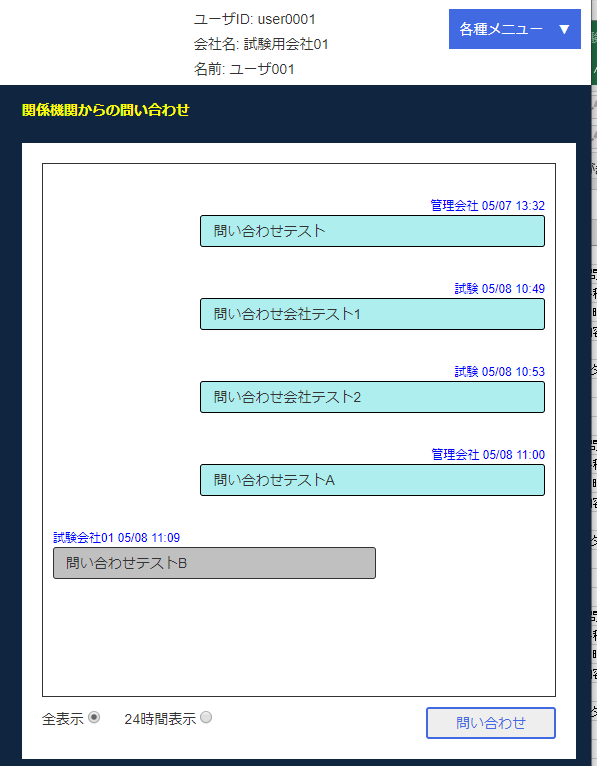 ユーザID: user0001
会社名: 試験用会社01
名前: ユーザ001
各種メニュー ▼
関係機関からの問い合わせ
管理会社 05/07 13:32
問い合わせテスト
試験 05/08 10:49
問い合わせ会社テスト1
試験 05/08 10:53
問い合わせ会社テスト2
管理会社 05/08 11:00
問い合わせテストA
試験会社01 05/08 11:09
問い合わせテストB
全表示 24時間表示
問い合わせ